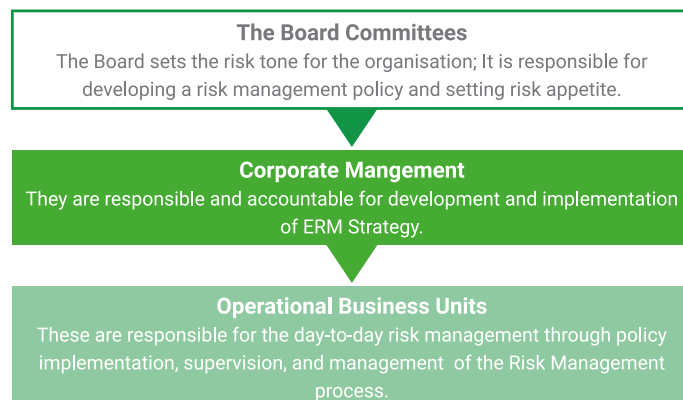 The Board Committees
The Board sets the risk tone for the organisation; It is responsible for
developing a risk management policy and setting risk appetite.
Corporate Mangement
They are responsible and accountable for development and implementation
of ERM Strategy.
Operational Business Units
These are responsible for the day-to-day risk management through policy
implementation, supervision, and management  of the Risk Management
process.